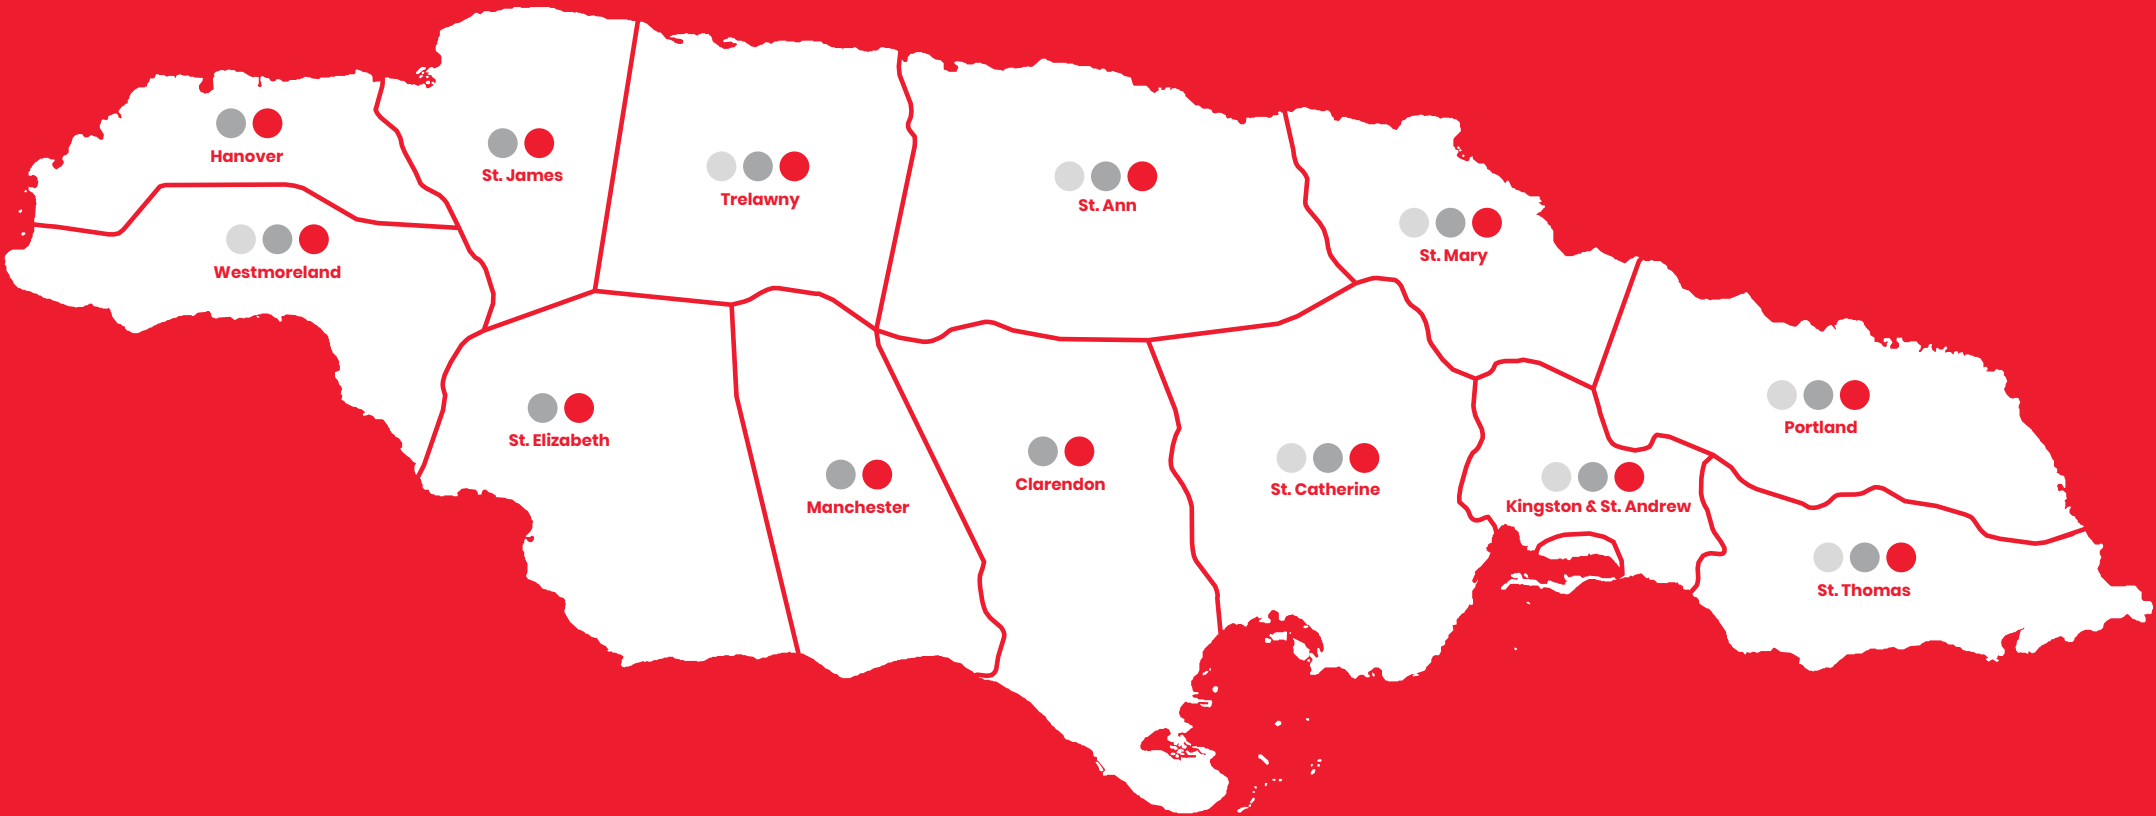 Hanover
St. James
Trelawny
St. Ann
St. Mary
Westmoreland
St. Elizabeth
Manchester
Clarendon
St. Catherine
Kingston & St. Andrew
Portland
St. Thomas